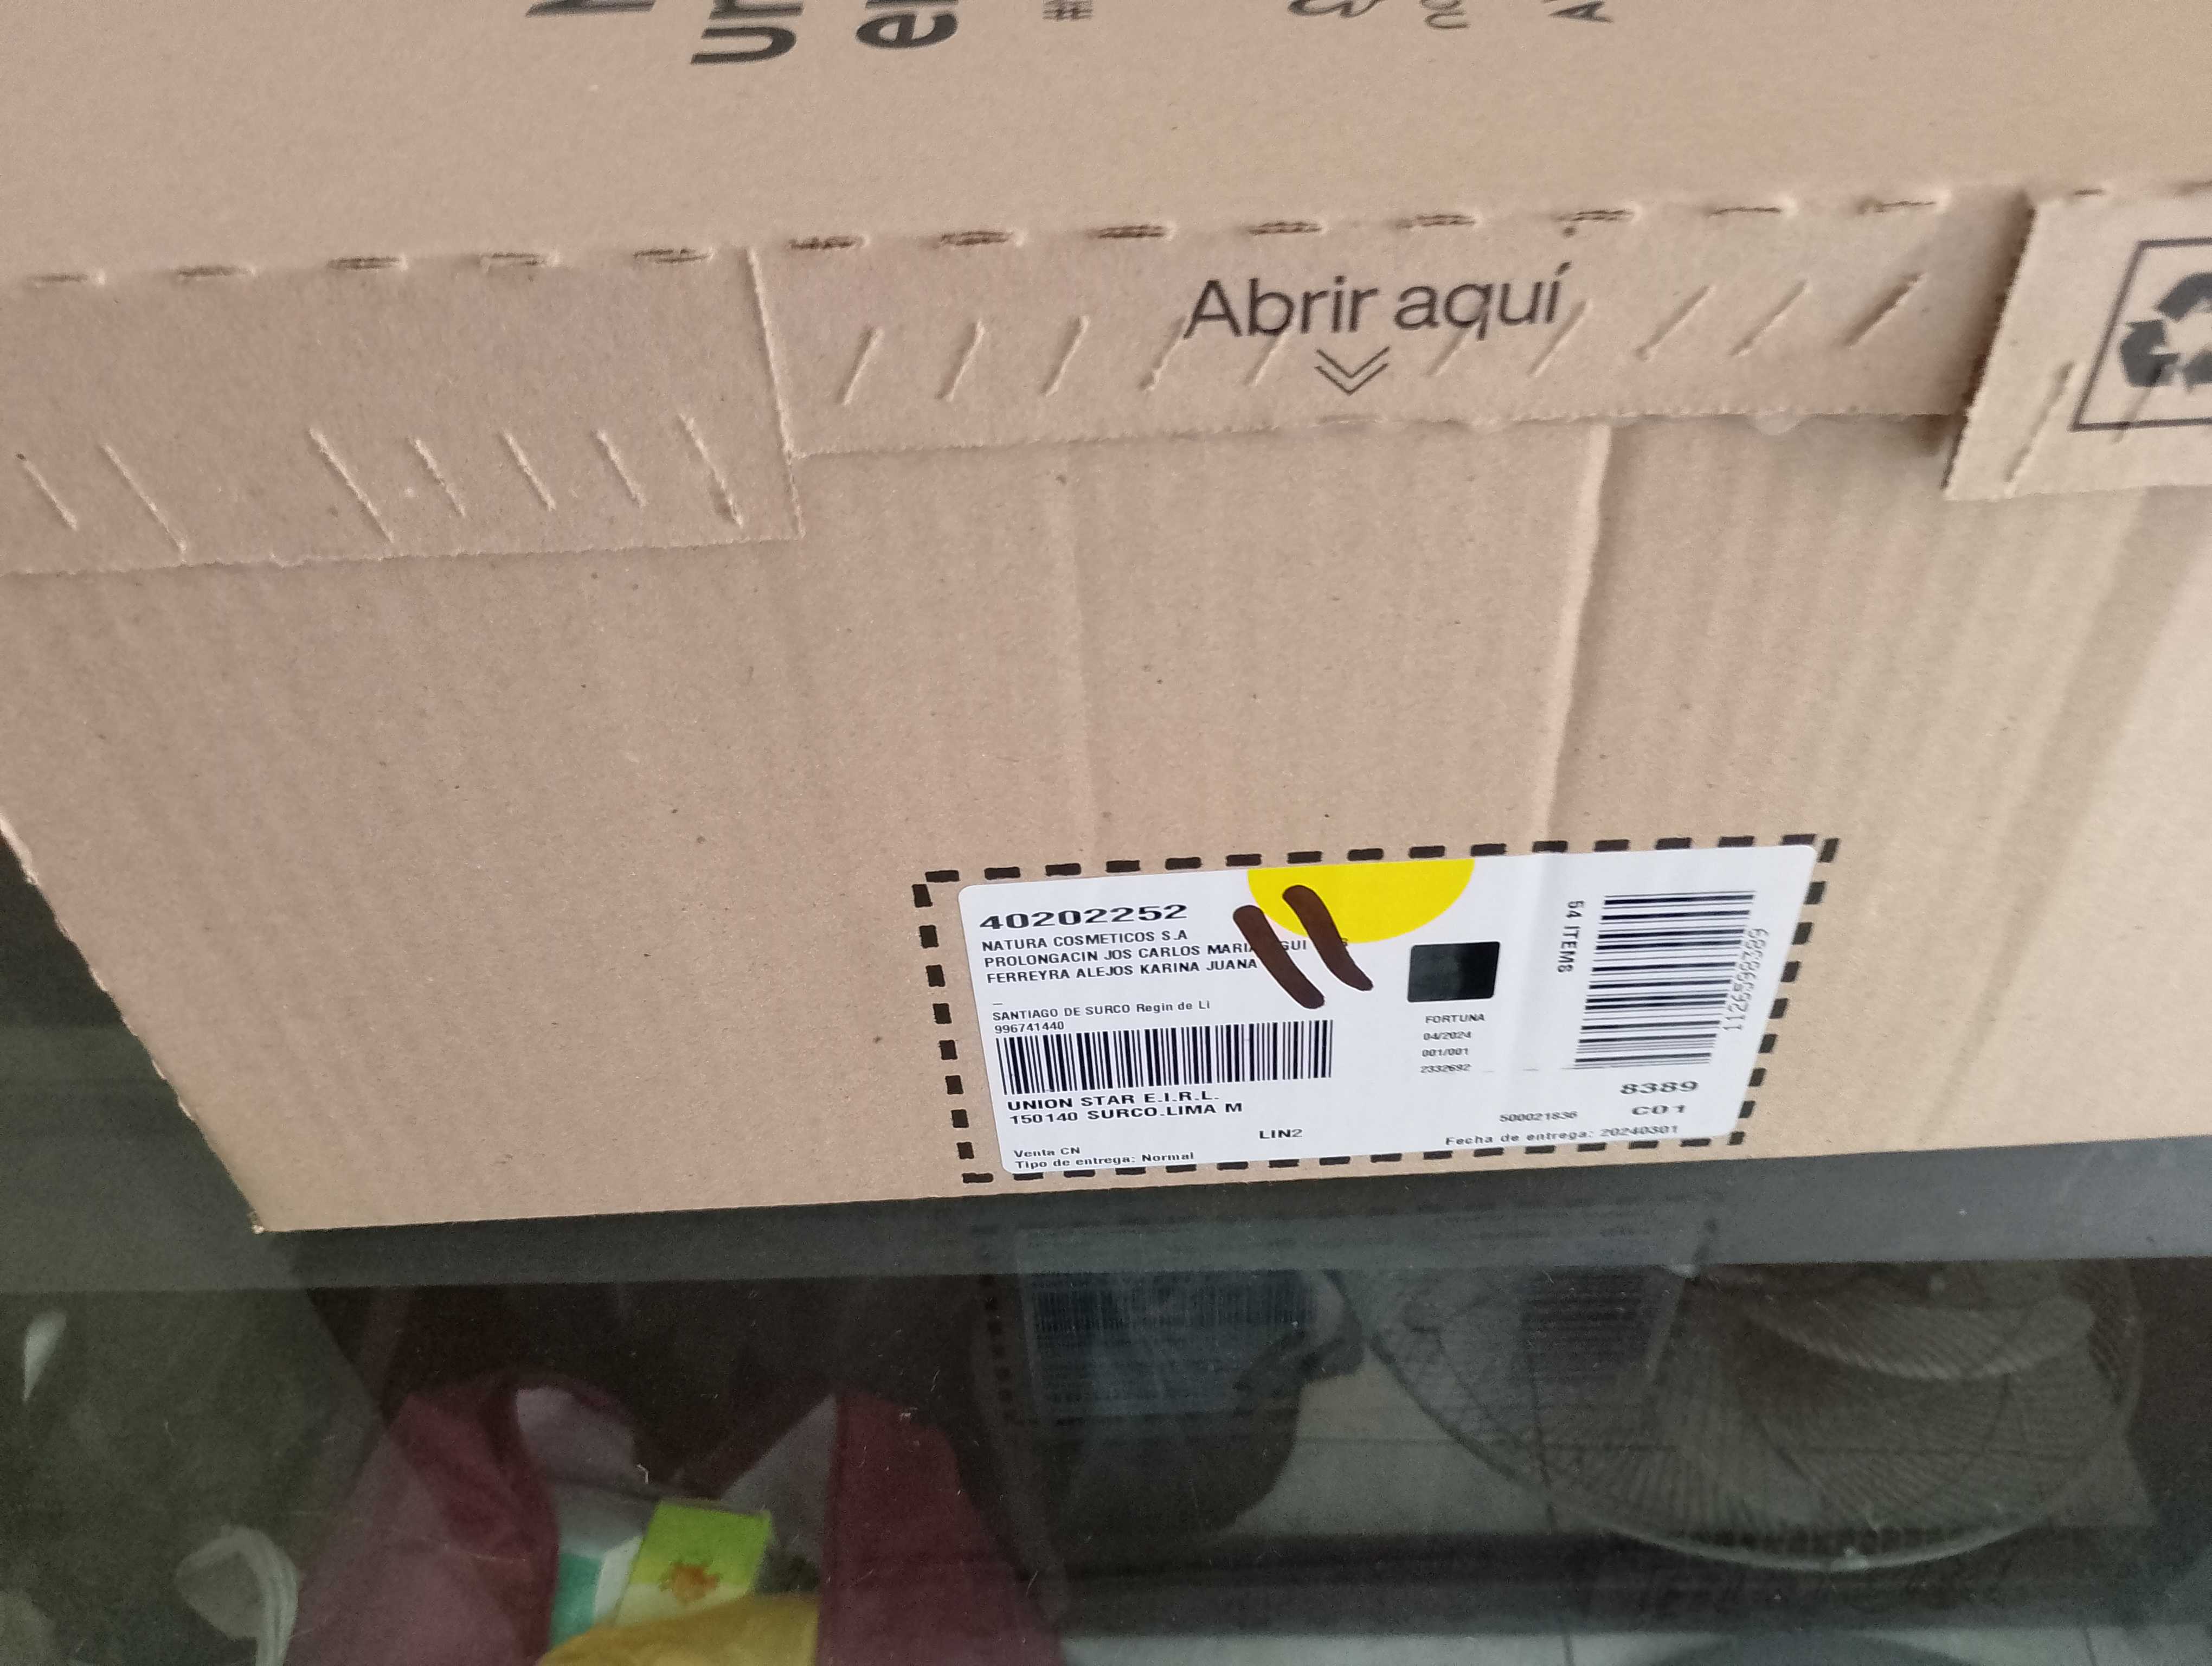 Abrir aquí
40202252
NATURA COSMETICOS S.A
PROLONGACIN JOS CARLOS
FERREYRA ALEJOS KARINA JUANA
SANTIAGO DE SURCO Regin de Li
996741440
UNION STAR E.I.R.L.
150140 SURCO.LIMA M
LIN2
Venta CN
Tipo de entrega: Normal
FORTUNA
04/2024
001/001
2332692
54 ITEMS
8389
C01
500021836
Fecha de entrega: 20240301